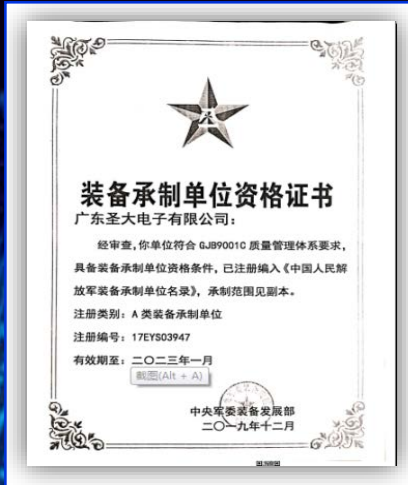 装备承制单位资格证书
广东圣大电子有限公司：
经审查，你单位符合 GJB9001C 质量管理体系要求，
具备装备承制单位资格条件，已注册编入《中国人民解
放军装备承制单位名录》，承制范围见副本。
注册类别：A 类装备承制单位
注册编号：17EYS03947
有效期至：二〇二三年一月
截图(Alt + A)
中央军委装备发展部
二〇一九年十二月